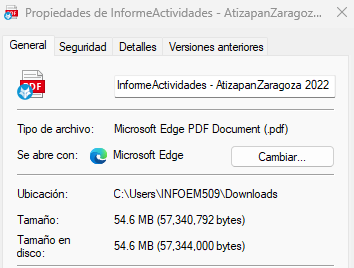 Propiedades de InformeActividades - AtizapanZaragoz...
General Seguridad Detalles Versiones anteriores
PDF
InformeActividades - AtizapanZaragoza 2022
Tipo de archivo: Microsoft Edge PDF Document (.pdf)
Se abre con: Microsoft Edge Cambiar...
Ubicación: C:\Users\INFOEM509\Downloads
Tamaño: 54.6 MB (57,340,792 bytes)
Tamaño en disco: 54.6 MB (57,344,000 bytes)